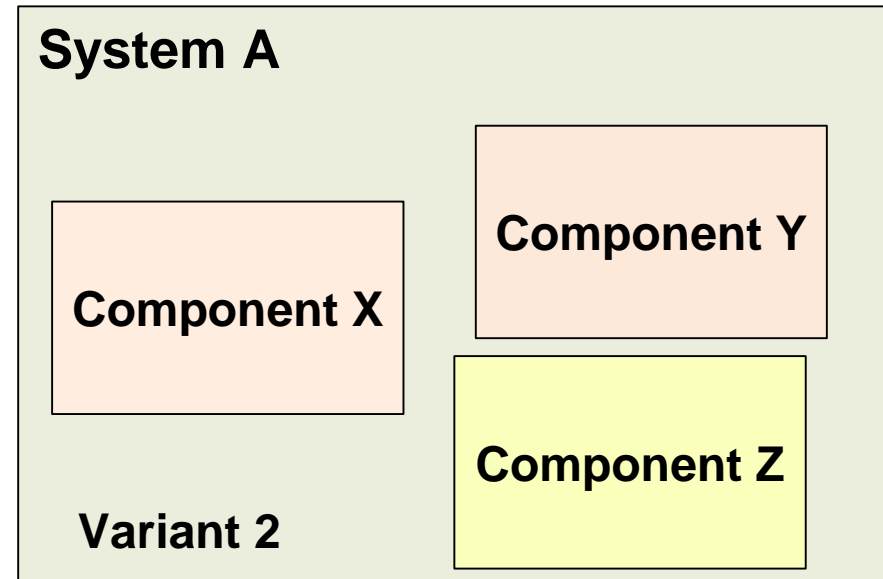 System A
Component Y
Component X
Component Z
Variant 2